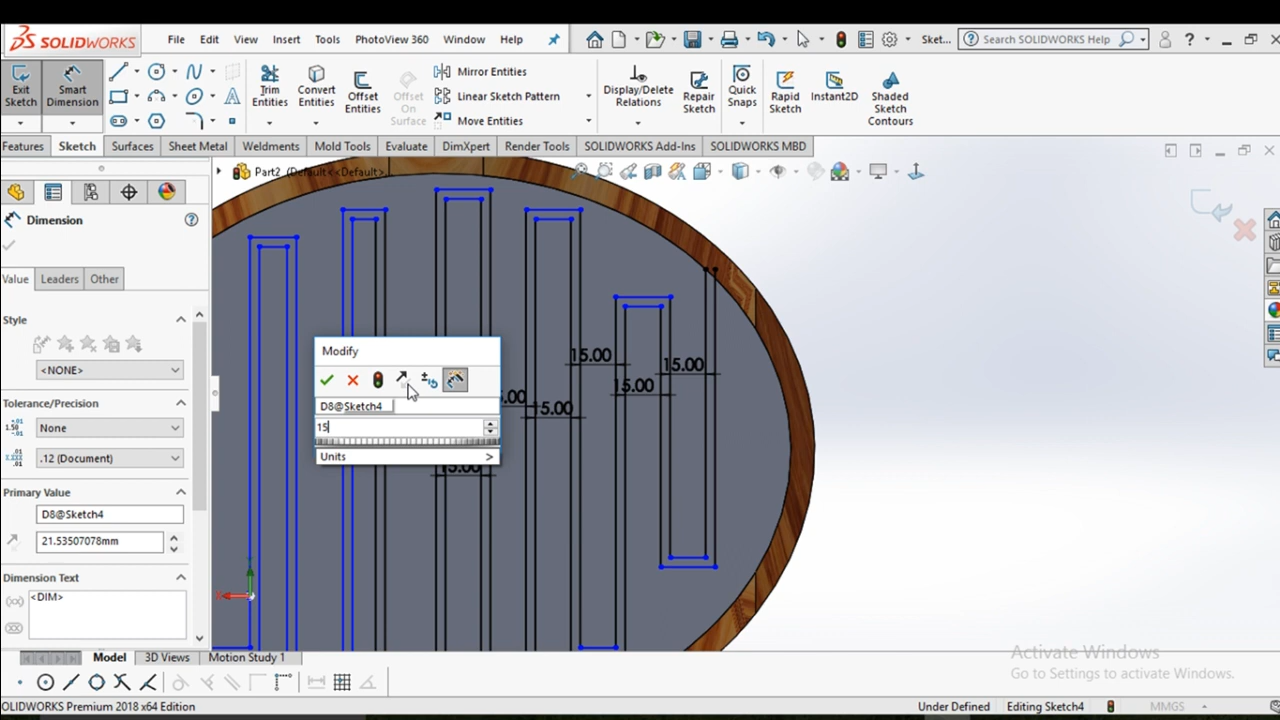 SOLIDWORKS File Edit View Insert Tools PhotoView 360 Window Help Sket... Search SOLIDWORKS Help ?
Exit Sketch
Smart Dimension
Trim Entities
Convert Entities
Offset Entities
Offset On Surface
Mirror Entities
Linear Sketch Pattern
Move Entities
Display/Delete Relations
Repair Sketch
Quick Snaps
Rapid Sketch
Instant2D
Shaded Sketch Contours
Features Sketch Surfaces Sheet Metal Weldments Mold Tools Evaluate DimXpert Render Tools SOLIDWORKS Add-Ins SOLIDWORKS MBD
Part2 (Default<<Default>...
Dimension
Value Leaders Other
Style
<NONE>
Tolerance/Precision
None
.12 (Document)
Primary Value
D8@Sketch4
21.53507078mm
Dimension Text
<DIM>
Modify
D8@Sketch4
15
Units >
15.00
15.00
15.00
15.00
Model 3D Views Motion Study 1
Activate Windows
Go to Settings to activate Windows.
OLIDWORKS Premium 2018 x64 Edition Under Defined Editing Sketch4 MMGS